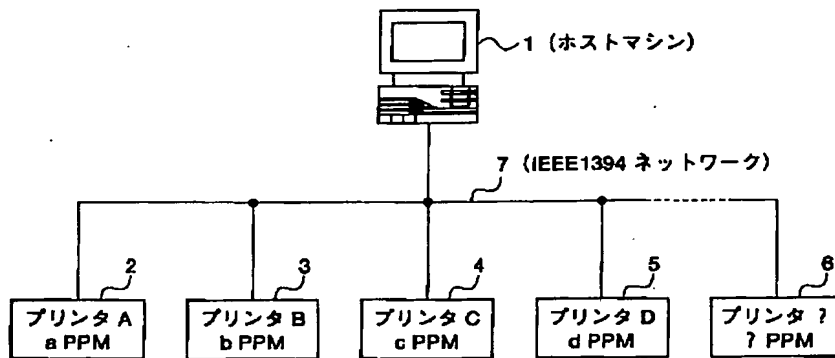 1 (ホストマシン)
7 (IEEE1394 ネットワーク)
2
3
4
5
6
プリンタ A
a PPM
プリンタ B
b PPM
プリンタ C
c PPM
プリンタ D
d PPM
プリンタ ?
? PPM